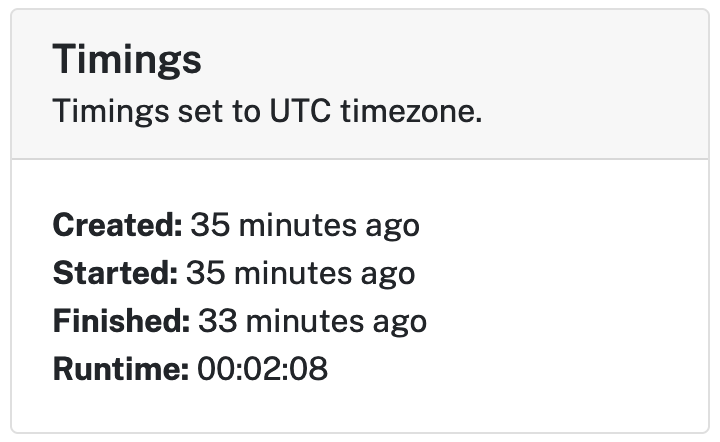 Timings
Timings set to UTC timezone.
Created: 35 minutes ago
Started: 35 minutes ago
Finished: 33 minutes ago
Runtime: 00:02:08